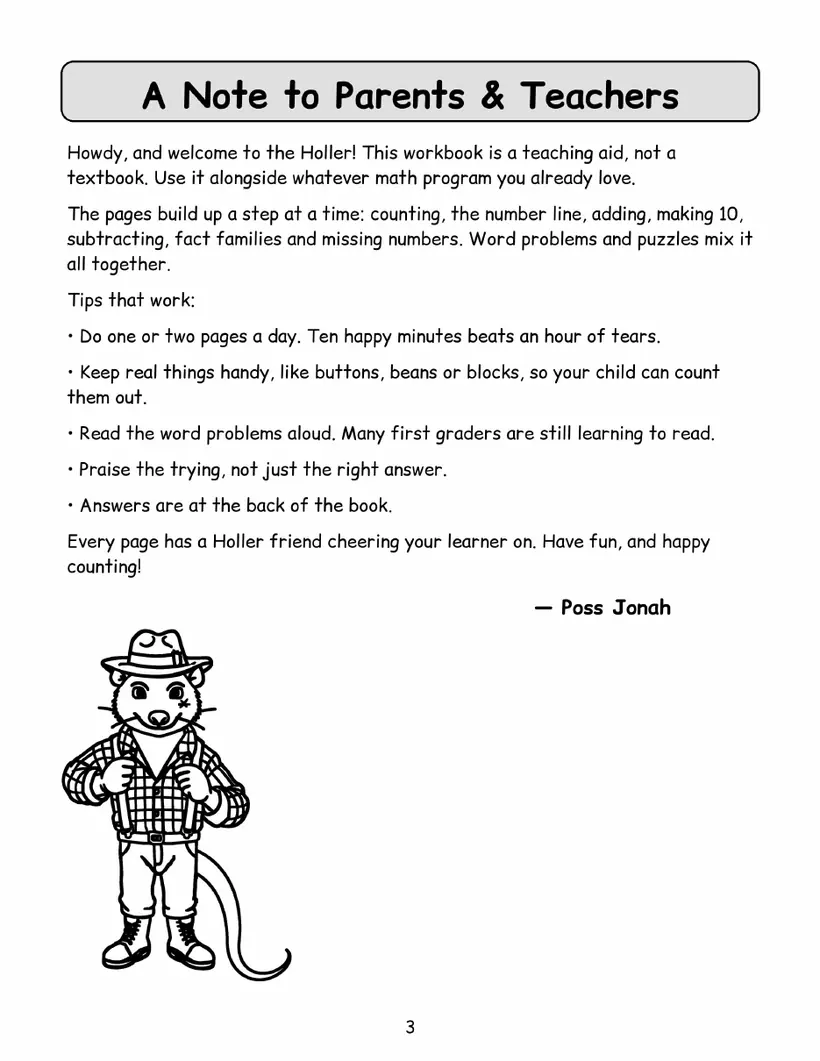 A Note to Parents & Teachers
Howdy, and welcome to the Holler! This workbook is a teaching aid, not a
textbook. Use it alongside whatever math program you already love.
The pages build up a step at a time: counting, the number line, adding, making 10,
subtracting, fact families and missing numbers. Word problems and puzzles mix it
all together.
Tips that work:
• Do one or two pages a day. Ten happy minutes beats an hour of tears.
• Keep real things handy, like buttons, beans or blocks, so your child can count
them out.
• Read the word problems aloud. Many first graders are still learning to read.
• Praise the trying, not just the right answer.
• Answers are at the back of the book.
Every page has a Holler friend cheering your learner on. Have fun, and happy
counting!
— Poss Jonah
3